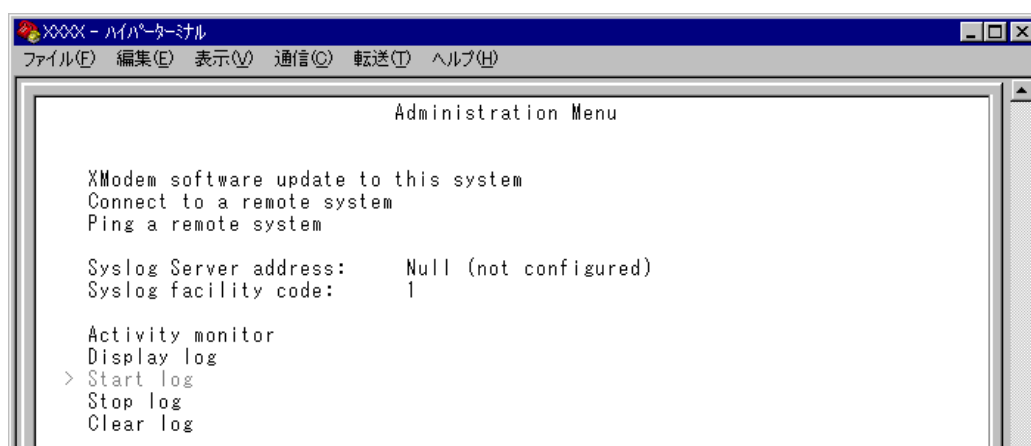 XXXX - ﾊｲﾊﾟｰﾀｰﾐﾅﾙ
ファイル(F) 編集(E) 表示(V) 通信(C) 転送(T) ヘルプ(H)
Administration Menu
XModem software update to this system
Connect to a remote system
Ping a remote system
Syslog Server address: Null (not configured)
Syslog facility code: 1
Activity monitor
Display log
> Start log
Stop log
Clear log